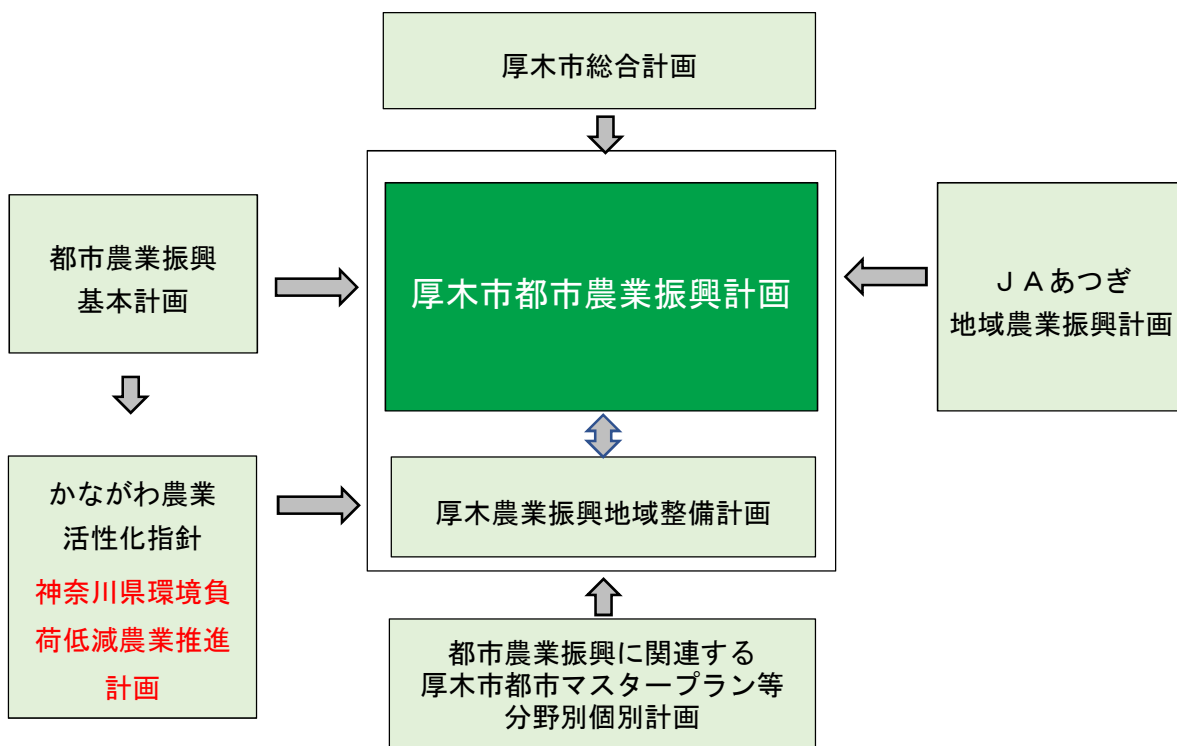 厚木市総合計画
都市農業振興
基本計画
厚木市都市農業振興計画
ＪＡあつぎ
地域農業振興計画
かながわ農業
活性化指針
神奈川県環境負
荷低減農業推進
計画
厚木農業振興地域整備計画
都市農業振興に関連する
厚木市都市マスタープラン等
分野別個別計画